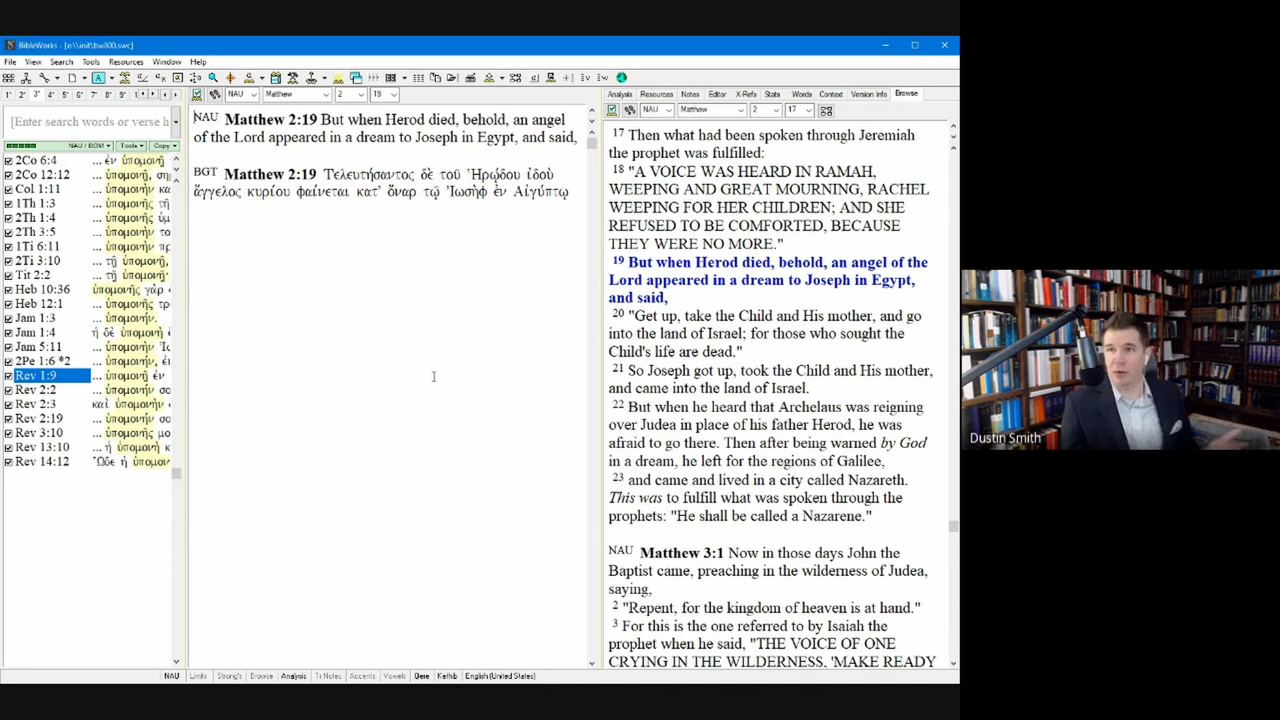 BibleWorks - [e:\\init\bw800.swc]
File View Search Tools Resources Window Help
1" 2" 3" 4" 5" 6" 7" 8" 9"
NAU Matthew 2 19
[Enter search words or verse h
NAU / BGM Tools Copy
2Co 6:4 ... ἐν ὑπομονῇ
2Co 12:12 ... ὑπομονῇ, ση
Col 1:11 ... ὑπομονὴν κα
1Th 1:3 ... ὑπομονῆς τῆ
2Th 1:4 ... ὑπομονῆς ὑμ
2Th 3:5 ... ὑπομονὴν το
1Ti 6:11 ... ὑπομονὴν πρ
2Ti 3:10 ... τῇ ὑπομονῇ,
Tit 2:2 ... τῇ ὑπομονῇ·
Heb 10:36 ὑπομονῆς γὰρ
Heb 12:1 ... ὑπομονῆς τρ
Jam 1:3 ... ὑπομονήν.
Jam 1:4 ἡ δὲ ὑπομονὴ
Jam 5:11 ... ὑπομονὴν Ἰ
2Pe 1:6 *2 ... ὑπομονήν,
Rev 1:9 ... ὑπομονῇ ἐν
Rev 2:2 ... ὑπομονήν σο
Rev 2:3 καὶ ὑπομονὴν
Rev 2:19 ... ὑπομονήν σο
Rev 3:10 ... ὑπομονῆς μο
Rev 13:10 ... ἡ ὑπομονὴ κ
Rev 14:12 Ὧδε ἡ ὑπομον
NAU Matthew 2:19 But when Herod died, behold, an angel
of the Lord appeared in a dream to Joseph in Egypt, and said,
BGT Matthew 2:19 Τελευτήσαντος δὲ τοῦ Ἡρῴδου ἰδοὺ
ἄγγελος κυρίου φαίνεται κατ' ὄναρ τῷ Ἰωσὴφ ἐν Αἰγύπτῳ
Analysis Resources Notes Editor X-Refs Stats Words Context Version Info Browse
NAU Matthew 2 17
17 Then what had been spoken through Jeremiah
the prophet was fulfilled:
18 "A VOICE WAS HEARD IN RAMAH,
WEEPING AND GREAT MOURNING, RACHEL
WEEPING FOR HER CHILDREN; AND SHE
REFUSED TO BE COMFORTED, BECAUSE
THEY WERE NO MORE."
19 But when Herod died, behold, an angel of the
Lord appeared in a dream to Joseph in Egypt,
and said,
20 "Get up, take the Child and His mother, and go
into the land of Israel; for those who sought the
Child's life are dead."
21 So Joseph got up, took the Child and His mother,
and came into the land of Israel.
22 But when he heard that Archelaus was reigning
over Judea in place of his father Herod, he was
afraid to go there. Then after being warned by God
in a dream, he left for the regions of Galilee,
23 and came and lived in a city called Nazareth.
This was to fulfill what was spoken through the
prophets: "He shall be called a Nazarene."
NAU Matthew 3:1 Now in those days John the
Baptist came, preaching in the wilderness of Judea,
saying,
2 "Repent, for the kingdom of heaven is at hand."
3 For this is the one referred to by Isaiah the
prophet when he said, "THE VOICE OF ONE
CRYING IN THE WILDERNESS, 'MAKE READY
NAU Limits Strong's Browse Analysis Tr Notes Accents Vowels Qere Kethib English (United States)
Dustin Smith